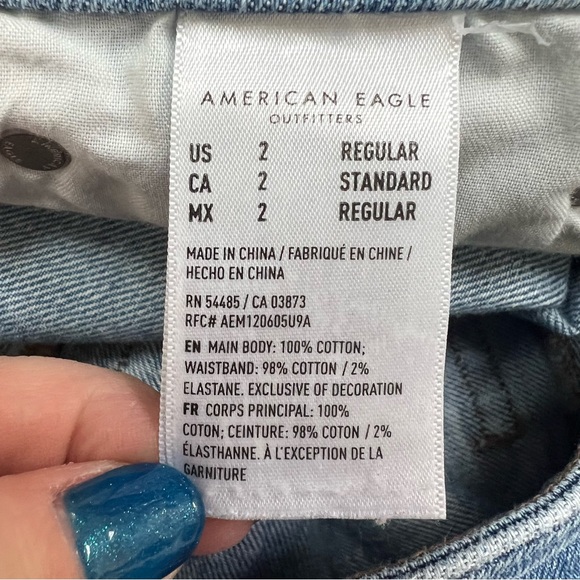 AMERICAN EAGLE
OUTFITTERS
US 2 REGULAR
CA 2 STANDARD
MX 2 REGULAR
MADE IN CHINA / FABRIQUÉ EN CHINE /
HECHO EN CHINA
RN 54485 / CA 03873
RFC# AEM120605U9A
EN MAIN BODY: 100% COTTON;
WAISTBAND: 98% COTTON / 2%
ELASTANE. EXCLUSIVE OF DECORATION
FR CORPS PRINCIPAL: 100%
COTON; CEINTURE: 98% COTON / 2%
ÉLASTHANNE. À L'EXCEPTION DE LA
GARNITURE